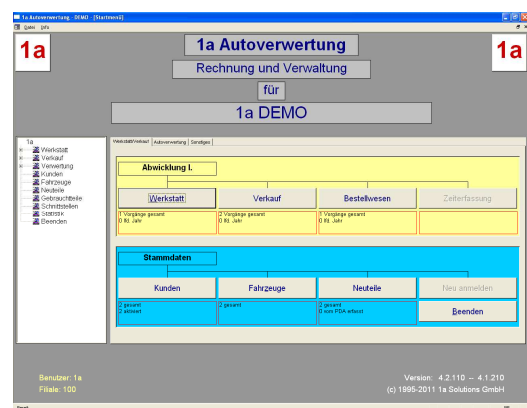 1a Autoverwertung - DEMO - [Startmenü]
Datei Info
1a
1a Autoverwertung
1a
Rechnung und Verwaltung
für
1a DEMO
1a
Werkstatt
Verkauf
Verwertung
Kunden
Fahrzeuge
Neuteile
Gebrauchtteile
Schnittstellen
Statistik
Beenden
Werkstatt/Verkauf Autoverwertung Sonstiges
Abwicklung I.
Werkstatt Verkauf Bestellwesen Zeiterfassung
1 Vorgänge gesamt 2 Vorgänge gesamt 1 Vorgänge gesamt
0 lfd. Jahr 0 lfd. Jahr 0 lfd. Jahr
Stammdaten
Kunden Fahrzeuge Neuteile Neu anmelden
2 gesamt 2 gesamt 2 gesamt
aktiviert 0 vom FDA erfasst
Beenden
Benutzer: 1a
Filiale: 100
Version: 4.2.110 -- 4.1.210
(c) 1995-2011 1a Solutions GmbH